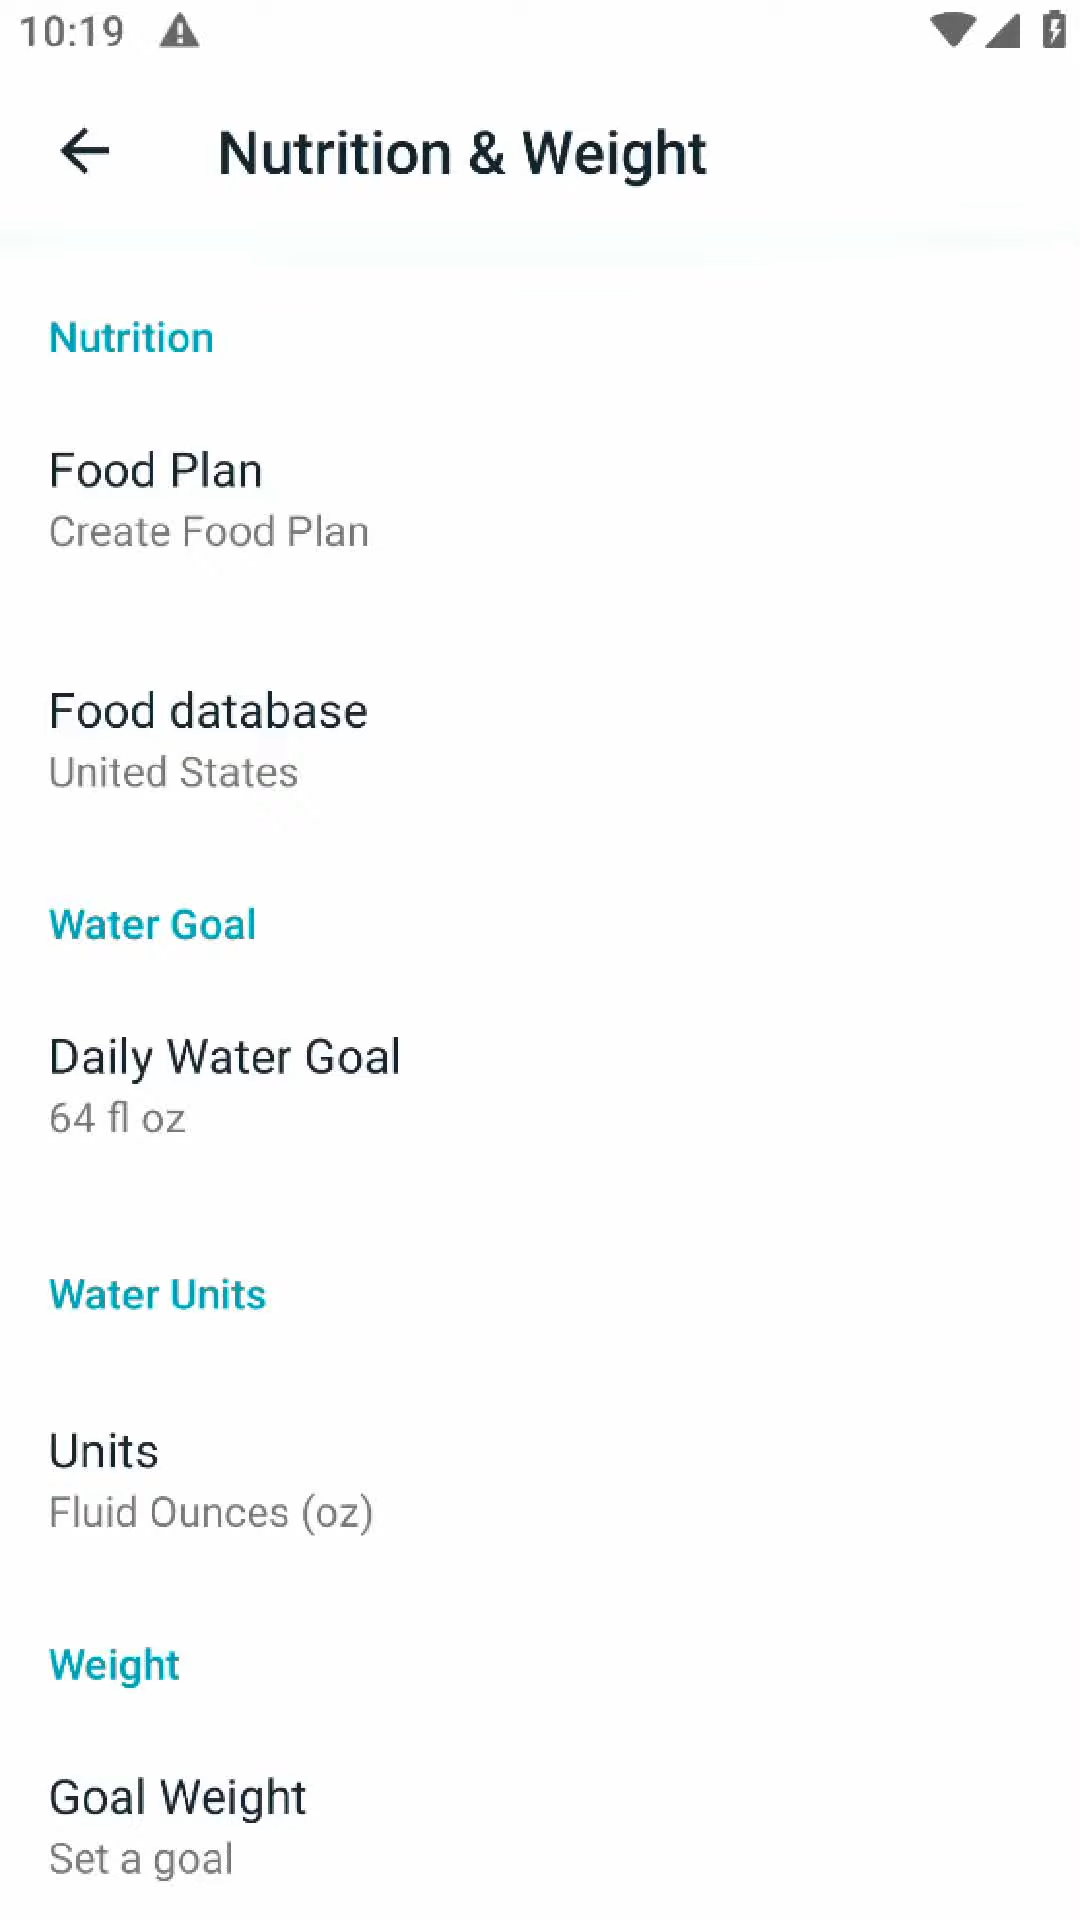 10:19
Nutrition & Weight
Nutrition
Food Plan
Create Food Plan
Food database
United States
Water Goal
Daily Water Goal
64 fl oz
Water Units
Units
Fluid Ounces (oz)
Weight
Goal Weight
Set a goal